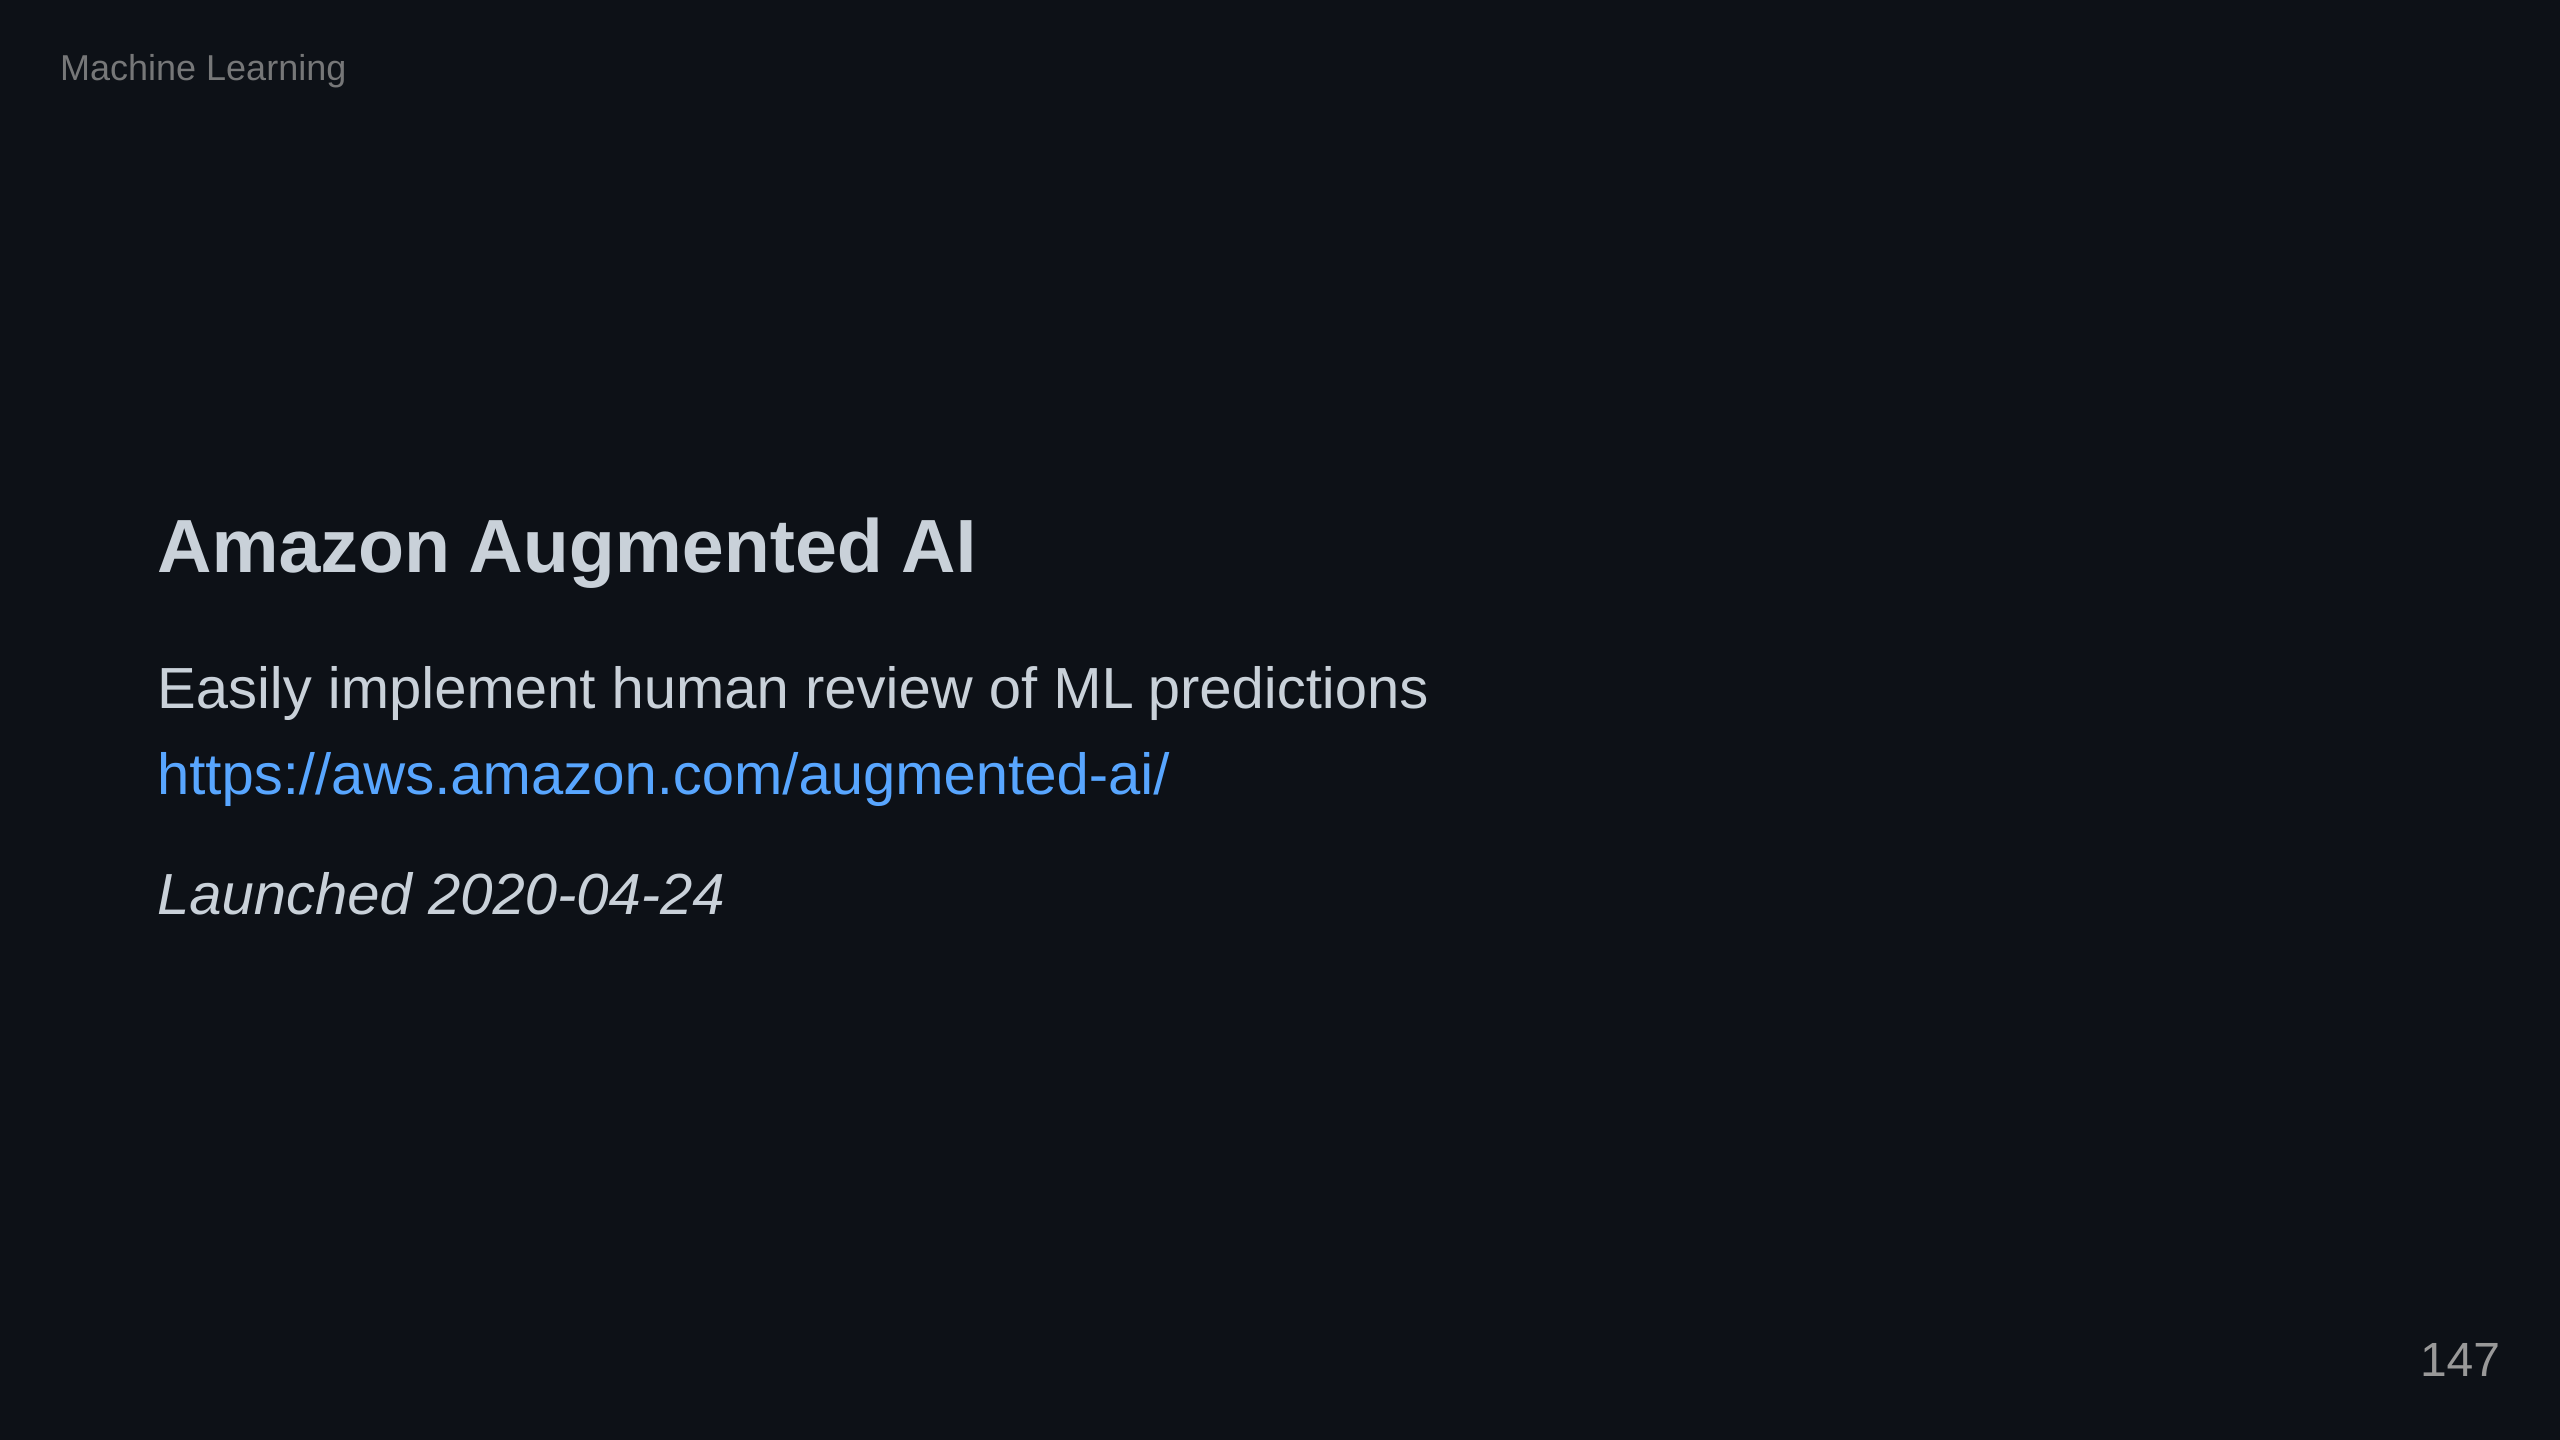 Machine Learning
Amazon Augmented AI
Easily implement human review of ML predictions
https://aws.amazon.com/augmented-ai/
Launched 2020-04-24
147